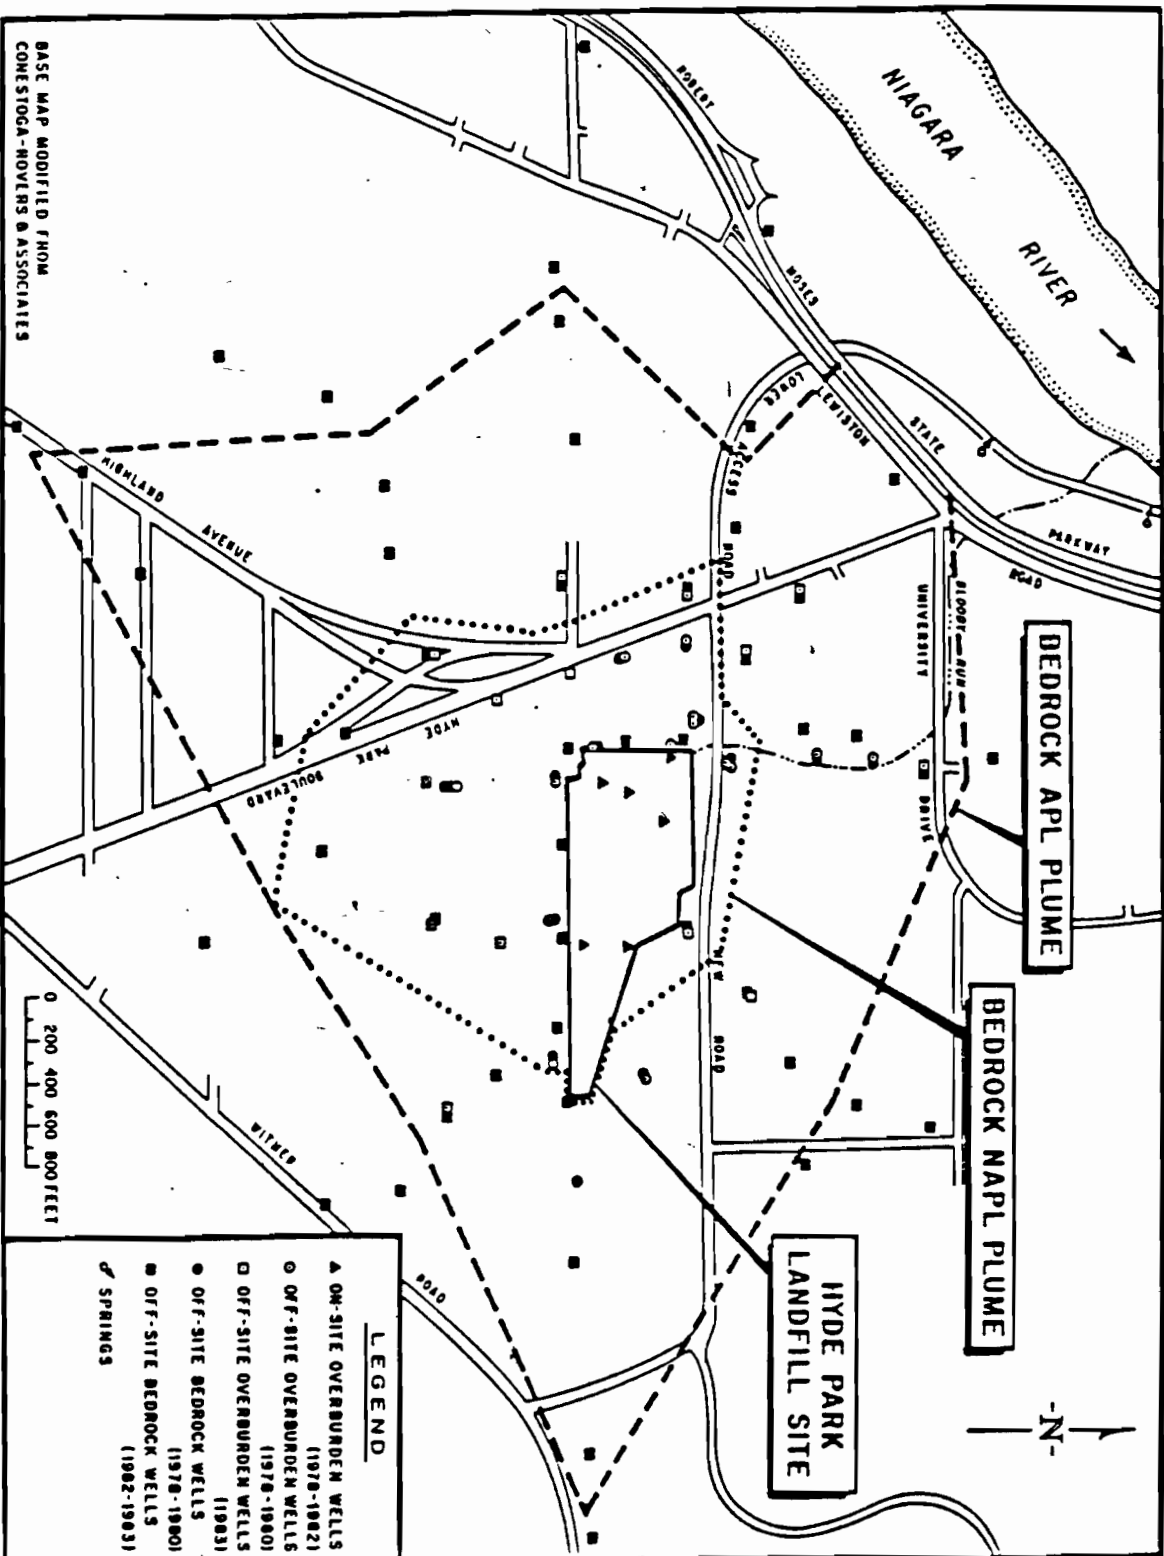 NIAGARA
RIVER
ROBERT
MOSES
STATE
PARKWAY
LOWER
LEWISTON
ROAD
ACCESS
ROAD
BLOODY RUN
UNIVERSITY
DRIVE
BEDROCK APL PLUME
BEDROCK NAPL PLUME
HYDE PARK
LANDFILL SITE
-N-
NEW
ROAD
HIGHLAND
AVENUE
HYDE
PARK
BOULEVARD
ROAD
0 200 400 600 800 FEET
BASE MAP MODIFIED FROM
CONESTOGA-ROVERS & ASSOCIATES
LEGEND
ON-SITE OVERBURDEN WELLS
(1978-1982)
OFF-SITE OVERBURDEN WELLS
(1978-1980)
OFF-SITE OVERBURDEN WELLS
(1983)
OFF-SITE BEDROCK WELLS
(1978-1980)
OFF-SITE BEDROCK WELLS
(1982-1983)
SPRINGS